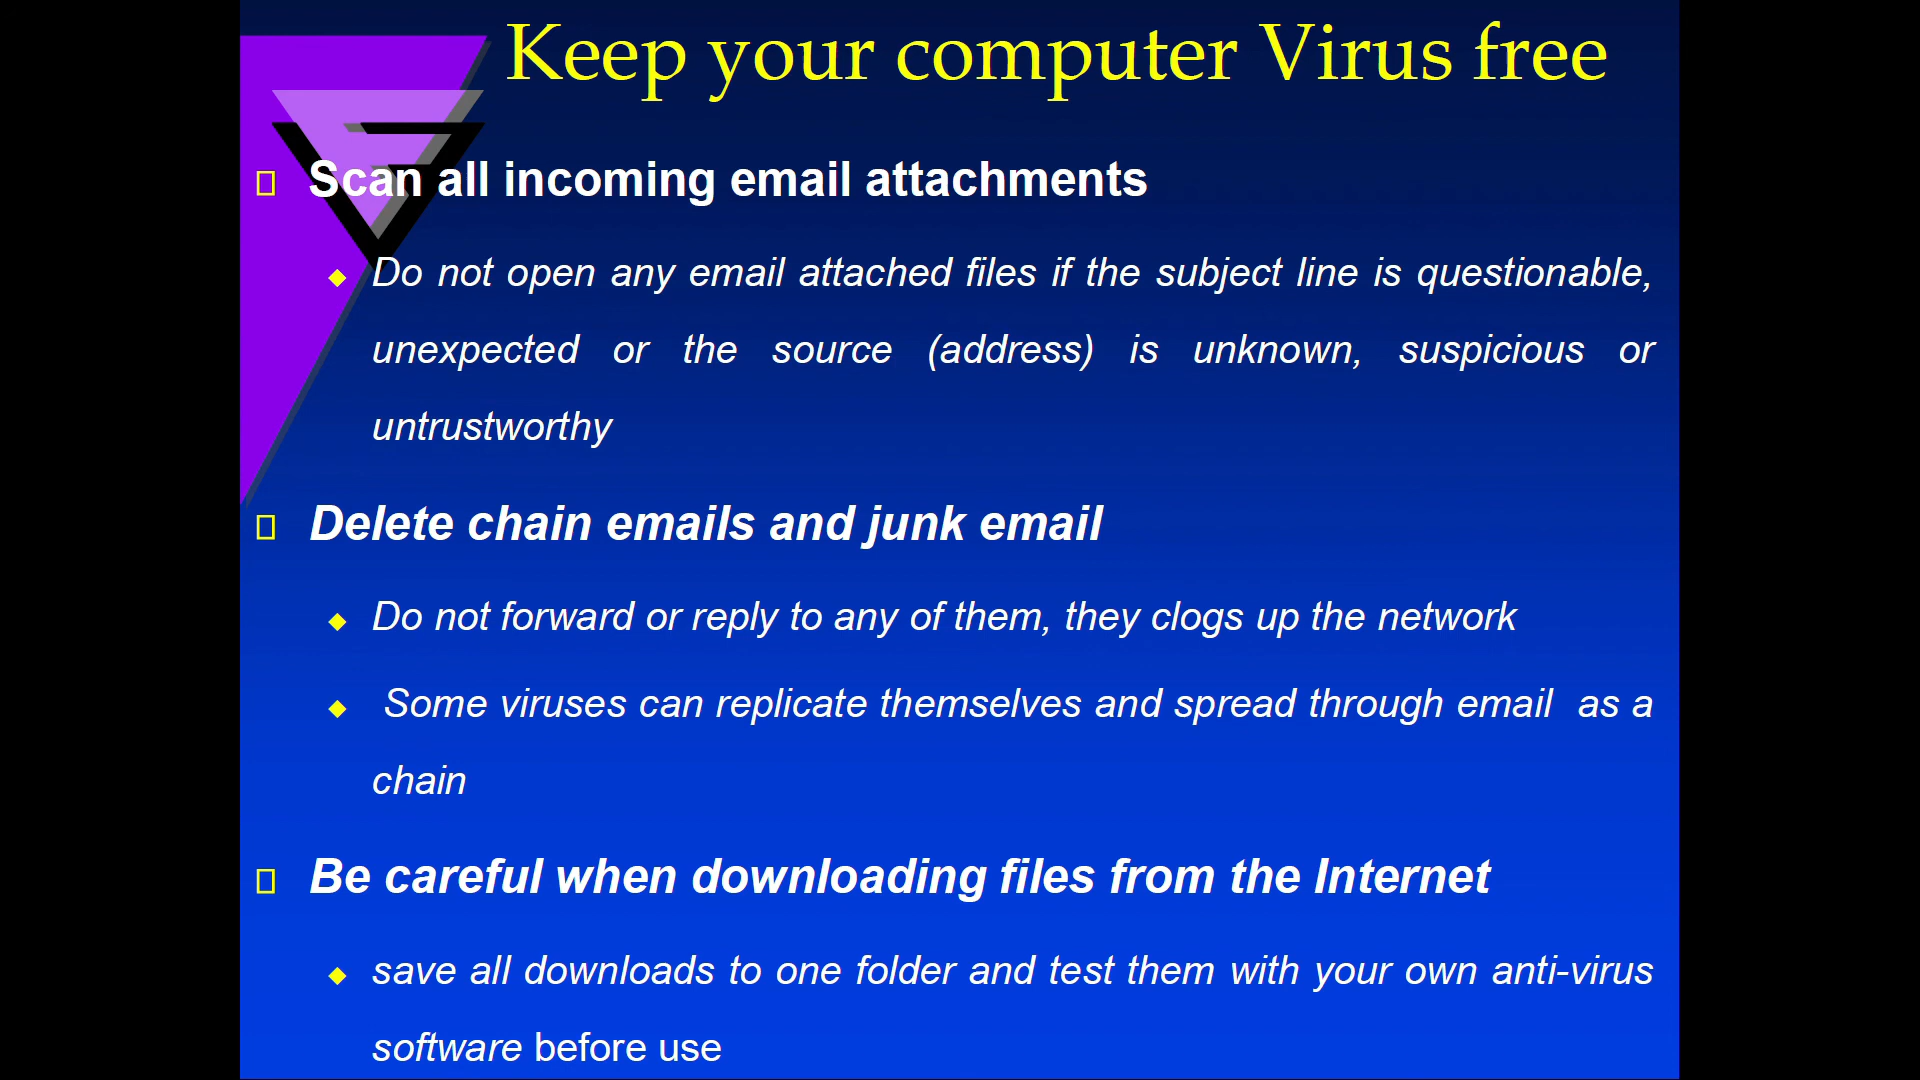 Keep your computer Virus free
Scan all incoming email attachments
Do not open any email attached files if the subject line is questionable,
unexpected or the source (address) is unknown, suspicious or
untrustworthy
Delete chain emails and junk email
Do not forward or reply to any of them, they clogs up the network
Some viruses can replicate themselves and spread through email as a
chain
Be careful when downloading files from the Internet
save all downloads to one folder and test them with your own anti-virus
software before use